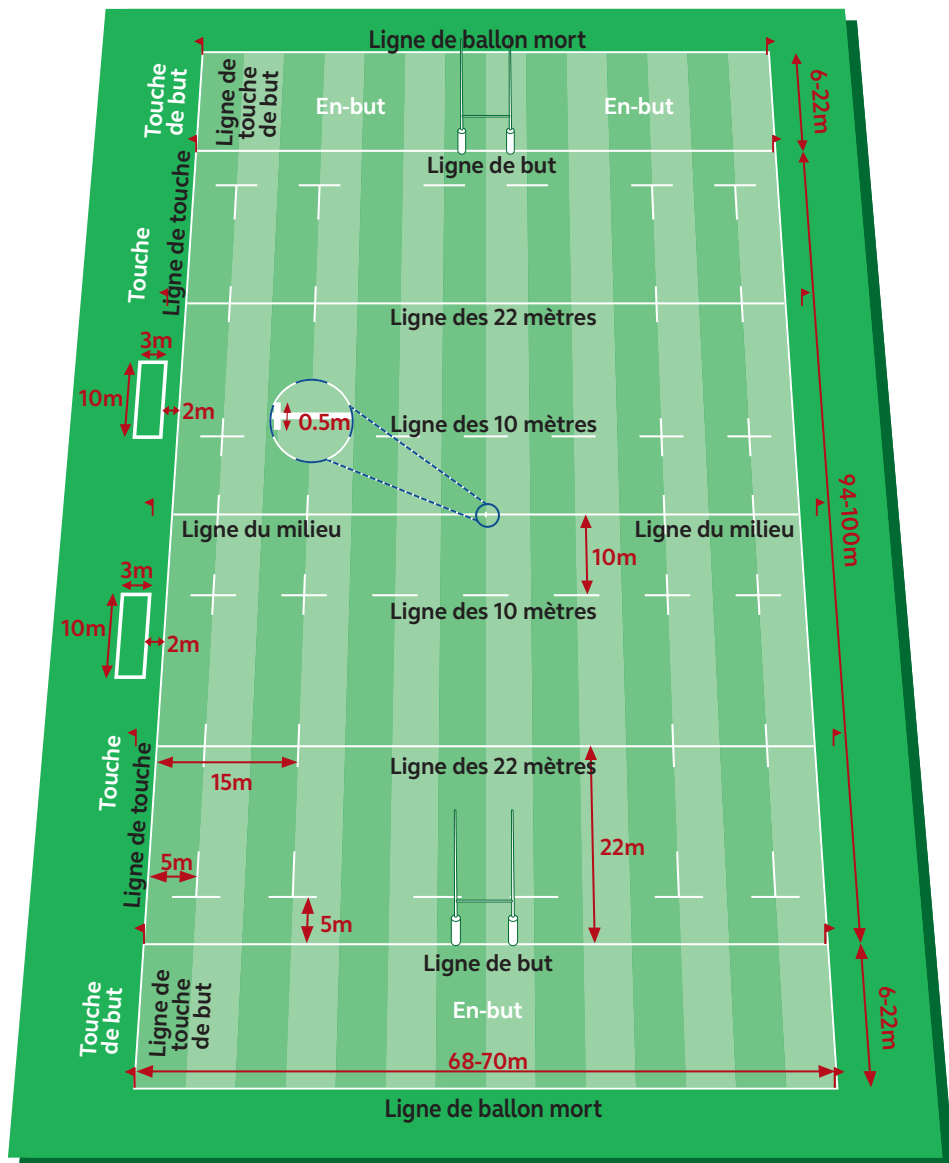 Ligne de ballon mort
Touche
de but
Ligne de
touche
de but
En-but
En-but
6-22m
Ligne de but
Ligne de touche
Touche
Ligne des 22 mètres
3m
10m
2m
0.5m
Ligne des 10 mètres
94-100m
Ligne du milieu
Ligne du milieu
10m
3m
10m
2m
Ligne des 10 mètres
Touche
Ligne de touche
15m
Ligne des 22 mètres
22m
5m
5m
Ligne de but
Touche
de but
Ligne de
touche
de but
En-but
6-22m
68-70m
Ligne de ballon mort